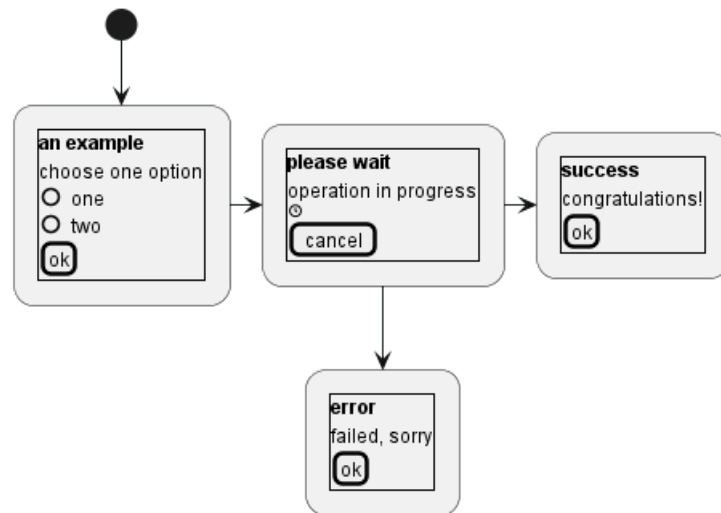 an example
choose one option
one
two
ok
please wait
operation in progress
cancel
success
congratulations!
ok
error
failed, sorry
ok